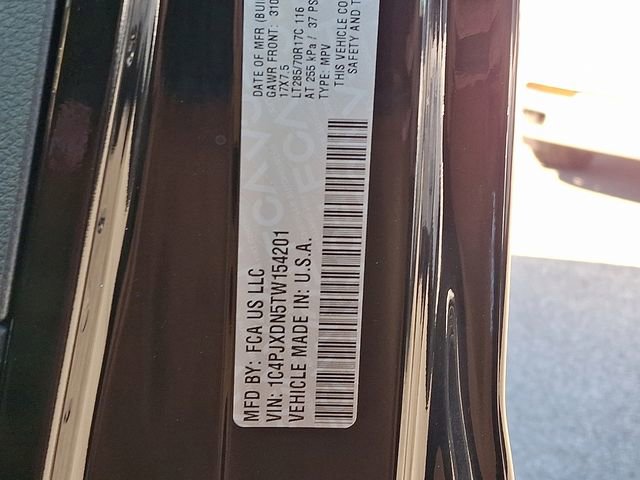 MFD BY: FCA US LLC
VIN: 1C4PJXDN5TW154201
VEHICLE MADE IN: U.S.A.
DATE OF MFR (BUI
GAWR FRONT: 310
17X7.5
LT285/70R17C 116
AT 255 kPa / 37 PS
TYPE: MPV
THIS VEHICLE CO
SAFETY AND T